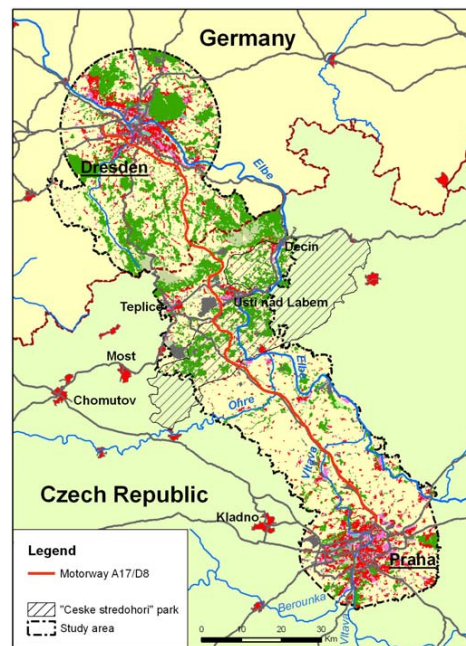 Germany
Elbe
Dresden
Decin
Teplice
Usti nad Labem
Most
Elbe
Chomutov
Ohre
Vltava
Czech Republic
Kladno
Praha
Berounka
Vltava
Legend
Motorway A17/D8
"Ceske stredohori" park
Study area
0 10 20 30
Km